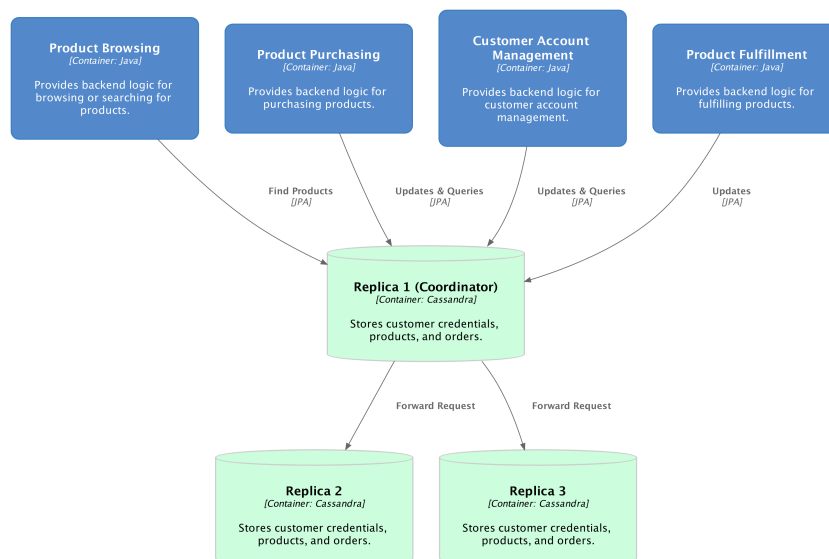 Product Browsing
[Container: Java]
Provides backend logic for
browsing or searching for
products.
Product Purchasing
[Container: Java]
Provides backend logic for
purchasing products.
Customer Account
Management
[Container: Java]
Provides backend logic for
customer account
management.
Product Fulfillment
[Container: Java]
Provides backend logic for
fulfilling products.
Find Products
[JPA]
Updates & Queries
[JPA]
Updates & Queries
[JPA]
Updates
[JPA]
Replica 1 (Coordinator)
[Container: Cassandra]
Stores customer credentials,
products, and orders.
Forward Request
Forward Request
Replica 2
[Container: Cassandra]
Stores customer credentials,
products, and orders.
Replica 3
[Container: Cassandra]
Stores customer credentials,
products, and orders.